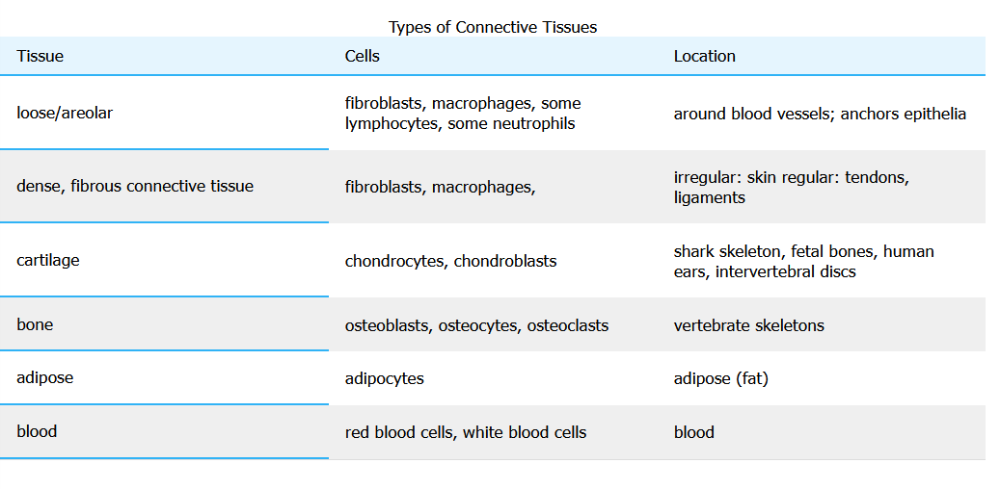 Types of Connective Tissues
Tissue Cells Location
loose/areolar
fibroblasts, macrophages, some
lymphocytes, some neutrophils
around blood vessels; anchors epithelia
dense, fibrous connective tissue
fibroblasts, macrophages,
irregular: skin regular: tendons,
ligaments
cartilage
chondrocytes, chondroblasts
shark skeleton, fetal bones, human
ears, intervertebral discs
bone
osteoblasts, osteocytes, osteoclasts
vertebrate skeletons
adipose
adipocytes
adipose (fat)
blood
red blood cells, white blood cells
blood